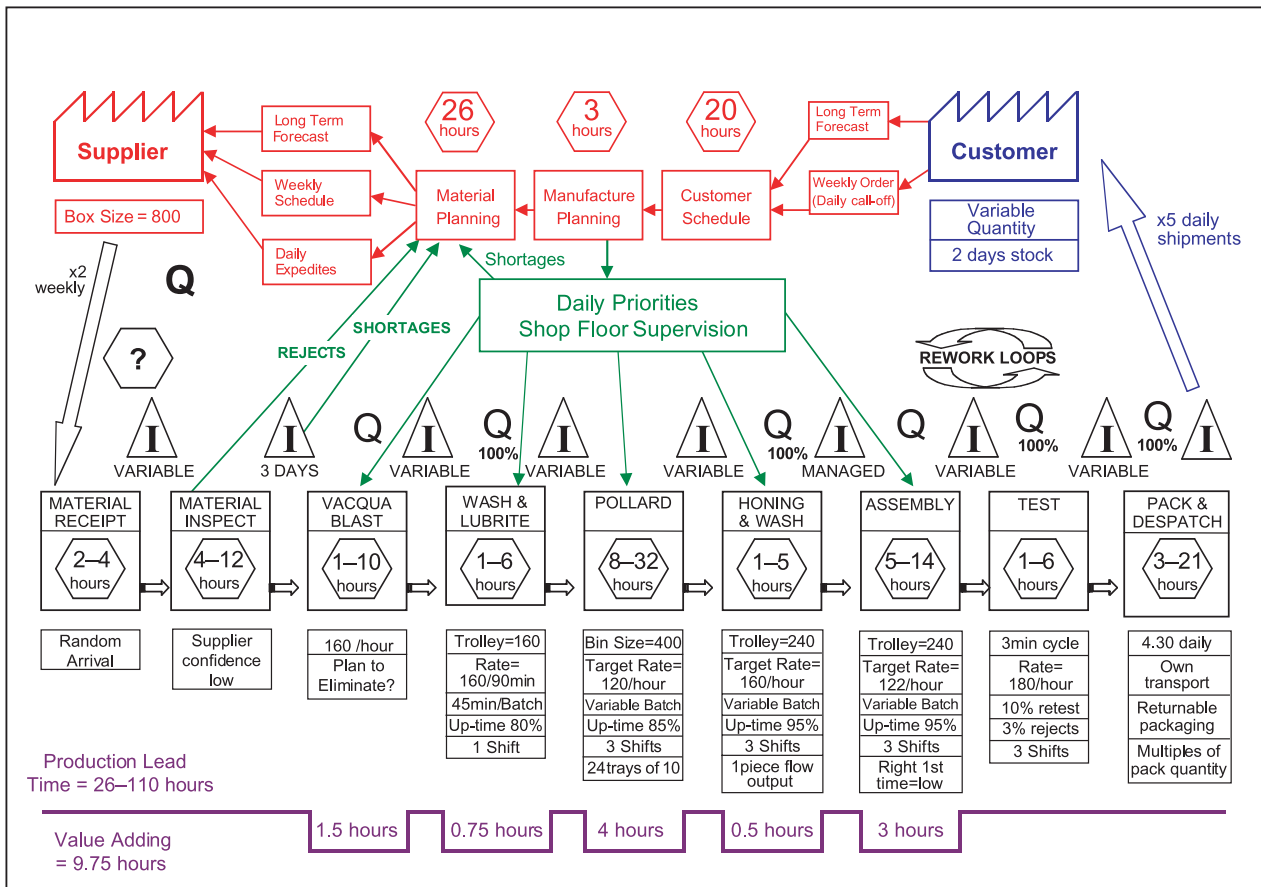 26
hours
3
hours
20
hours
Supplier
Long Term
Forecast
Long Term
Forecast
Customer
Weekly
Schedule
Material
Planning
Manufacture
Planning
Customer
Schedule
Weekly Order
(Daily call-off)
Box Size = 800
Daily
Expedites
Variable
Quantity
2 days stock
x5 daily
shipments
x2
weekly
Q
Shortages
Daily Priorities
Shop Floor Supervision
SHORTAGES
REJECTS
?
REWORK LOOPS
I
VARIABLE
I
3 DAYS
Q
I
VARIABLE
Q
100%
I
VARIABLE
I
VARIABLE
Q
100%
I
MANAGED
Q
I
VARIABLE
Q
100%
I
VARIABLE
Q
100%
I
MATERIAL
RECEIPT
2–4
hours
MATERIAL
INSPECT
4–12
hours
VACQUA
BLAST
1–10
hours
WASH &
LUBRITE
1–6
hours
POLLARD
8–32
hours
HONING
& WASH
1–5
hours
ASSEMBLY
5–14
hours
TEST
1–6
hours
PACK &
DESPATCH
3–21
hours
Random
Arrival
Supplier
confidence
low
160 /hour
Plan to
Eliminate?
Trolley=160
Rate=
160/90min
45min/Batch
Up-time 80%
1 Shift
Bin Size=400
Target Rate=
120/hour
Variable Batch
Up-time 85%
3 Shifts
24trays of 10
Trolley=240
Target Rate=
160/hour
Variable Batch
Up-time 95%
3 Shifts
1piece flow
output
Trolley=240
Target Rate=
122/hour
Variable Batch
Up-time 95%
3 Shifts
Right 1st
time=low
3min cycle
Rate=
180/hour
10% retest
3% rejects
3 Shifts
4.30 daily
Own
transport
Returnable
packaging
Multiples of
pack quantity
Production Lead
Time = 26–110 hours
Value Adding
= 9.75 hours
1.5 hours
0.75 hours
4 hours
0.5 hours
3 hours